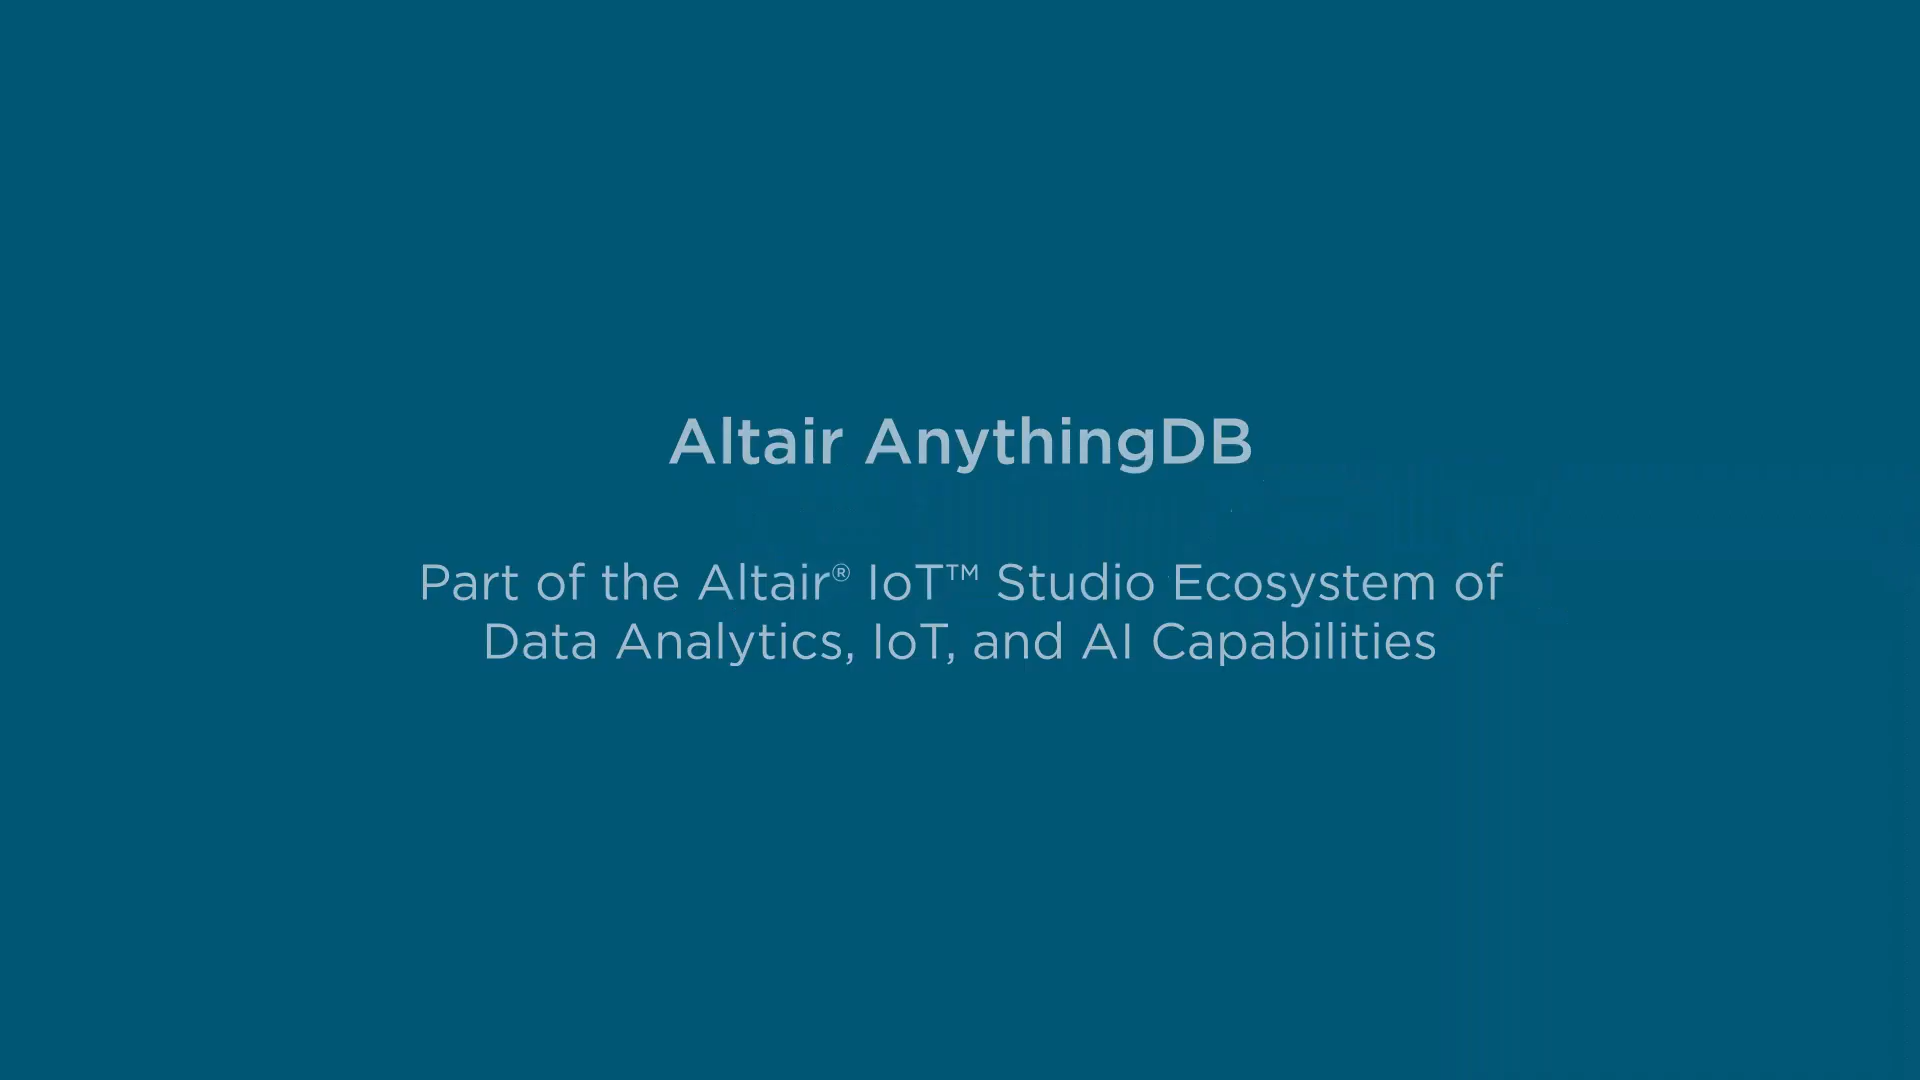 Altair AnythingDB
Part of the Altair® IoT™ Studio Ecosystem of
Data Analytics, IoT, and AI Capabilities